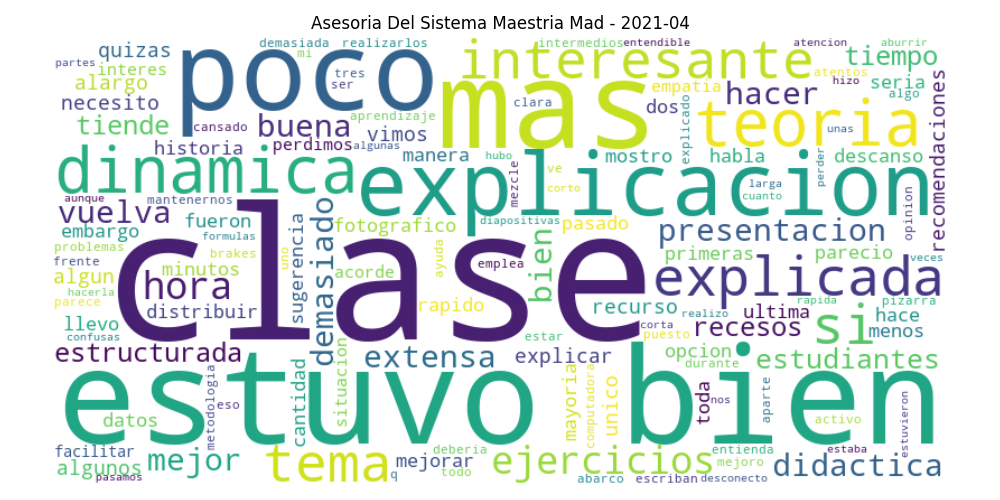 Asesoria Del Sistema Maestria Mad - 2021-04
demasiada realizarlos
intermedios entendible
atencion aburrir
quizas
poco
mi
interesante
tiempo
partes
interes
alargo
tres
ser
mas
empatia
hacer
hizo
atentos
seria
algo
necesito
clara
dos
teoria
tiende
cansado
buena
aprendizaje
vimos
explicado
unas
recomendaciones
historia
perdimos
algunas
manera
hubo
mostro
habla
perder
descanso
dinamica
explicacion
mezcle
ve
corto
larga
cuanto
aunque
mantenernos
vuelva
fueron
embargo
formulas
fotografico
diapositivas
pasado
presentacion
opinion
problemas
brakes
uno
sugerencia
demasiado
clase
ayuda
bien
primeras
parecio
veces
frente
algun
minutos
hora
acorde
emplea
explicada
hacerla
parece
distribuir
rapido
recurso
realizo
ultima
rapida
pizarra
llevo
confusas
estar
corta
puesto
recesos
si
hace
menos
estructurada
extensa
explicar
opcion
durante
estudiantes
estuvo bien
metodologia
eso
cantidad
situacion
mayoria
computadora
unico
toda
nos
aparte
datos
activo
estuvieron
facilitar
algunos
pasamos
mejor
tema
q
mejorar
deberia
todo
ejercicios
abarco
escriban
entienda
mejoro
desconecto
estaba
didactica